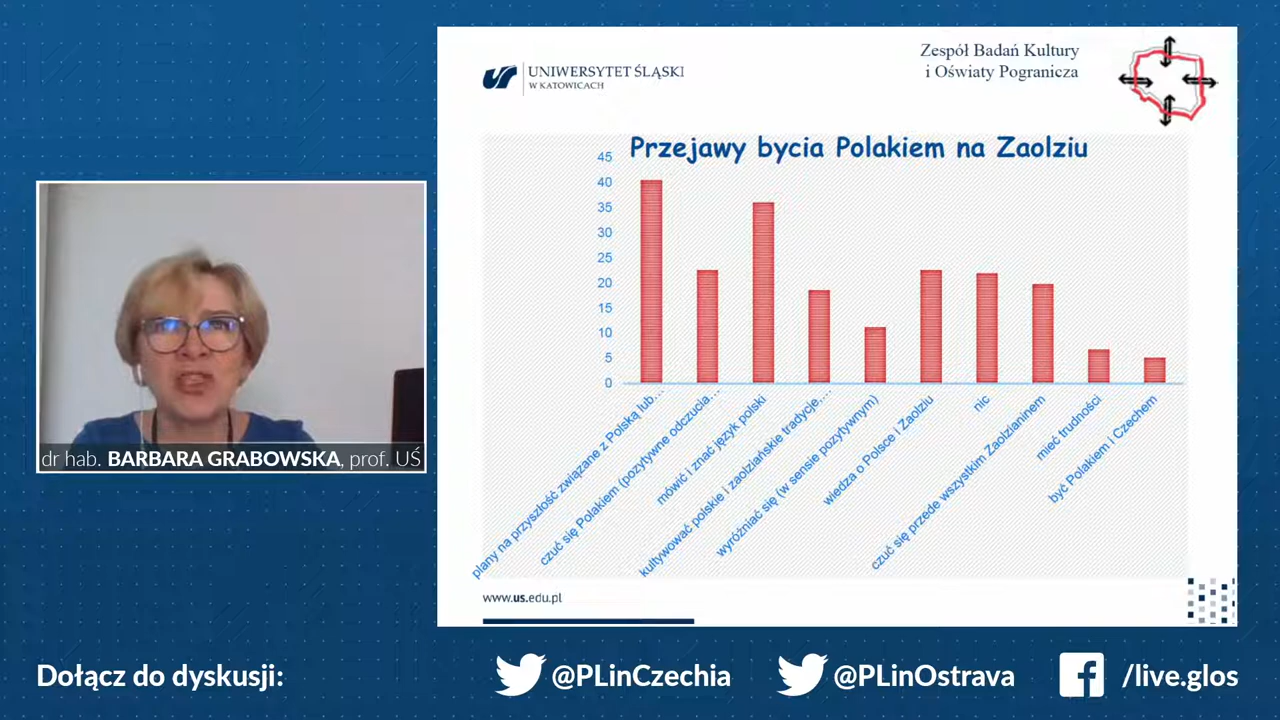 UNIWERSYTET ŚLĄSKI
W KATOWICACH
Zespół Badań Kultury
i Oświaty Pogranicza
Przejawy bycia Polakiem na Zaolziu
45
40
35
30
25
20
15
10
5
0
plany na przyszłość związane z Polską lub…
czuć się Polakiem (pozytywne odczucia…
mówić i znać język polski
kultywować polskie i zaolziańskie tradycje,…
wyróżniać się (w sensie pozytywnym)
wiedza o Polsce i Zaolziu
nic
czuć się przede wszystkim Zaolzianinem
mieć trudności
być Polakiem i Czechem
www.us.edu.pl
dr hab. BARBARA GRABOWSKA, prof. UŚ
Dołącz do dyskusji:
@PLinCzechia
@PLinOstrava
/live.glos